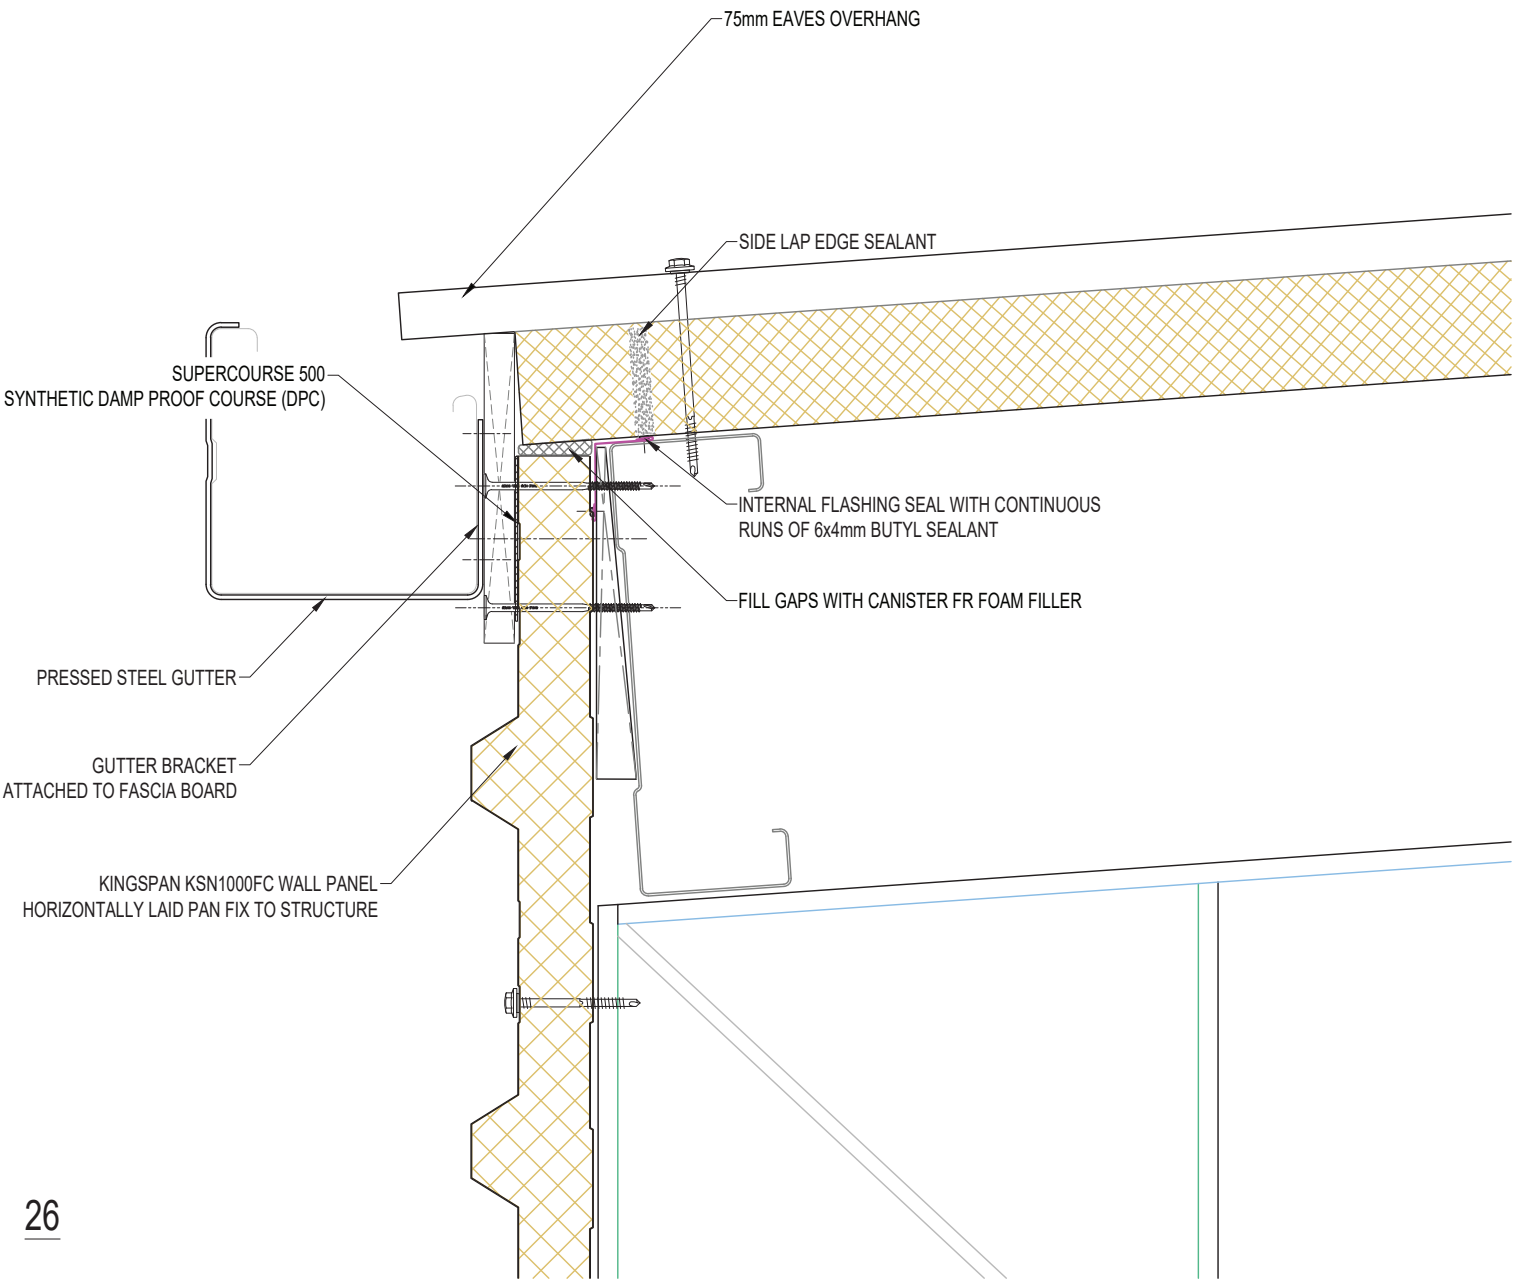 75mm EAVES OVERHANG
SIDE LAP EDGE SEALANT
SUPERCOURSE 500
SYNTHETIC DAMP PROOF COURSE (DPC)
INTERNAL FLASHING SEAL WITH CONTINUOUS
RUNS OF 6x4mm BUTYL SEALANT
FILL GAPS WITH CANISTER FR FOAM FILLER
PRESSED STEEL GUTTER
GUTTER BRACKET
ATTACHED TO FASCIA BOARD
KINGSPAN KSN1000FC WALL PANEL
HORIZONTALLY LAID PAN FIX TO STRUCTURE
26